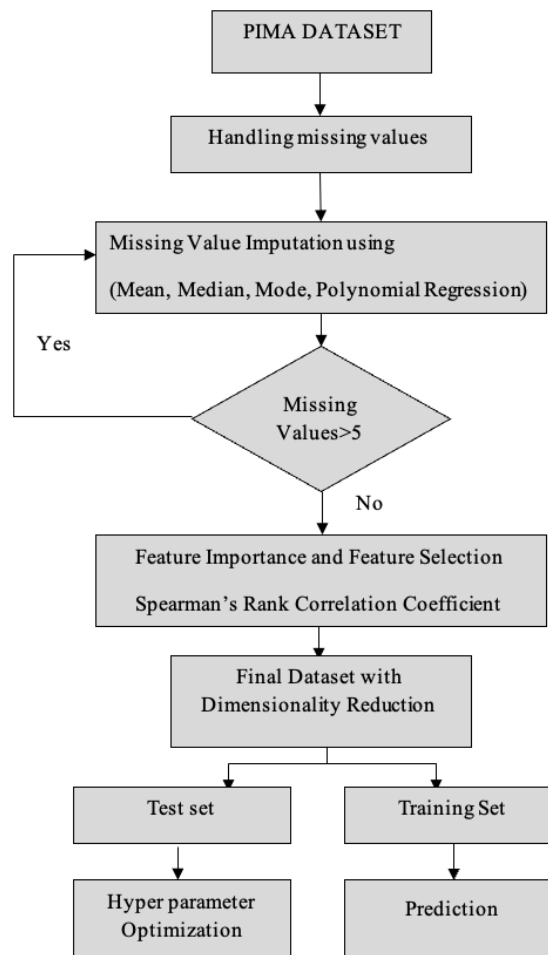 PIMA DATASET
Handling missing values
Missing Value Imputation using
(Mean, Median, Mode, Polynomial Regression)
Yes
Missing
Values>5
No
Feature Importance and Feature Selection
Spearman’s Rank Correlation Coefficient
Final Dataset with
Dimensionality Reduction
Test set
Training Set
Hyper parameter
Optimization
Prediction